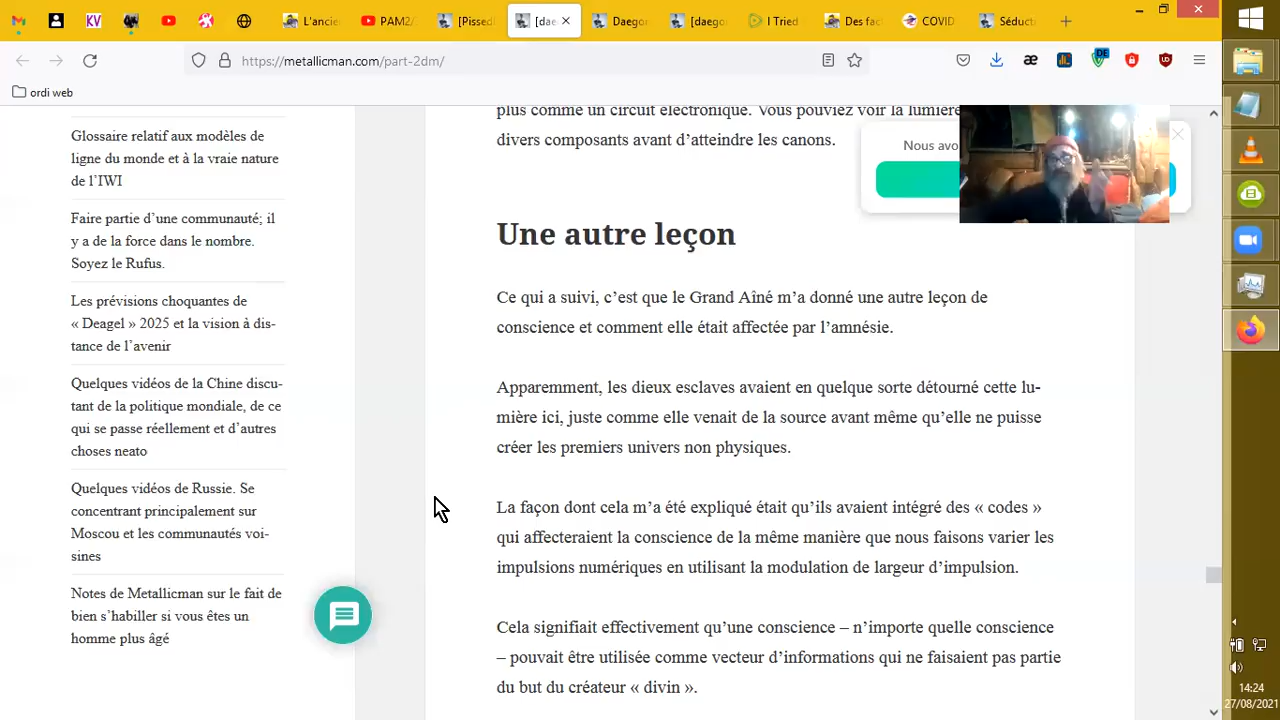 L'ancie
PAM2/
[Pissed
[dae
Daegon
[daegon
I Tried
Des fac
COVID
Séduct
https://metallicman.com/part-2dm/
DE
ordi web
Glossaire relatif aux modèles de
ligne du monde et à la vraie nature
de l'IWI
Faire partie d'une communauté; il
y a de la force dans le nombre.
Soyez le Rufus.
Les prévisions choquantes de
« Deagel » 2025 et la vision à dis-
tance de l'avenir
Quelques vidéos de la Chine discu-
tant de la politique mondiale, de ce
qui se passe réellement et d'autres
choses neato
Quelques vidéos de Russie. Se
concentrant principalement sur
Moscou et les communautés voi-
sines
Notes de Metallicman sur le fait de
bien s'habiller si vous êtes un
homme plus âgé
plus comme un circuit électronique. Vous pouviez voir la lumière
divers composants avant d'atteindre les canons.
Nous avo
Une autre leçon
Ce qui a suivi, c'est que le Grand Aîné m'a donné une autre leçon de
conscience et comment elle était affectée par l'amnésie.
Apparemment, les dieux esclaves avaient en quelque sorte détourné cette lu-
mière ici, juste comme elle venait de la source avant même qu'elle ne puisse
créer les premiers univers non physiques.
La façon dont cela m'a été expliqué était qu'ils avaient intégré des « codes »
qui affecteraient la conscience de la même manière que nous faisons varier les
impulsions numériques en utilisant la modulation de largeur d'impulsion.
Cela signifiait effectivement qu'une conscience – n'importe quelle conscience
– pouvait être utilisée comme vecteur d'informations qui ne faisaient pas partie
du but du créateur « divin ».
14:24
27/08/2021